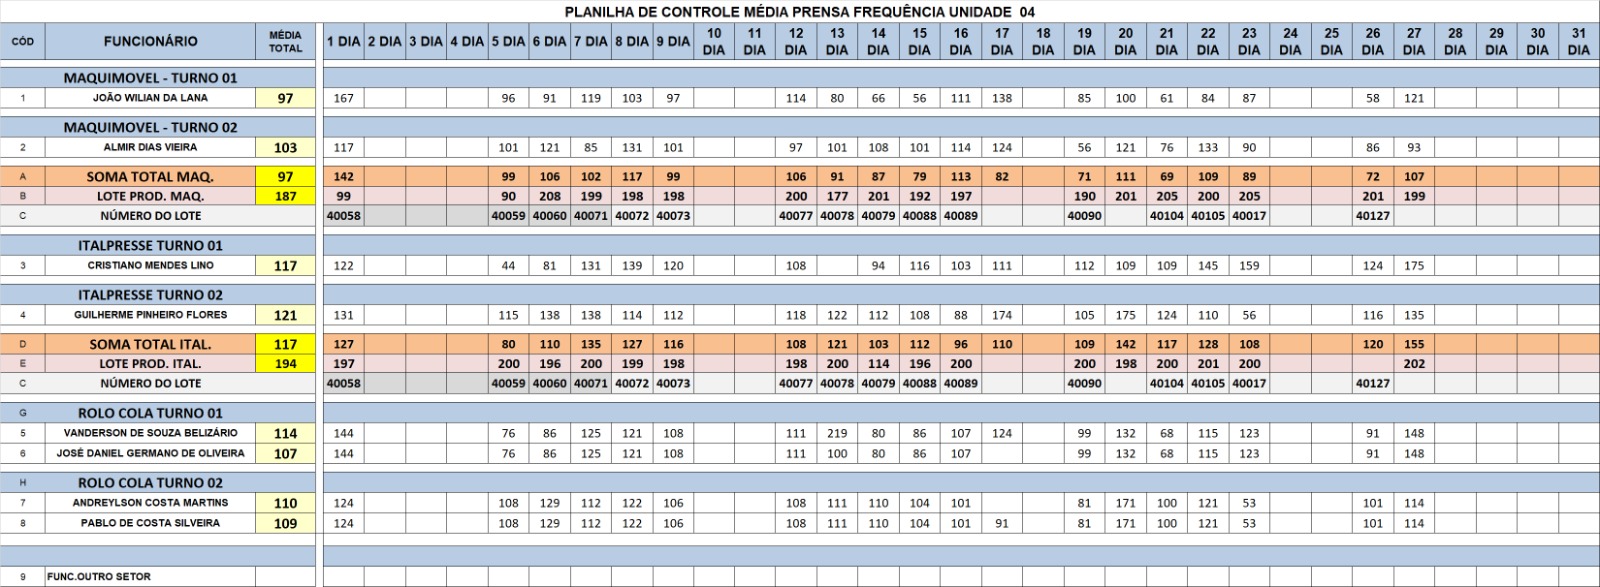 PLANILHA DE CONTROLE MÉDIA PRENSA FREQUÊNCIA UNIDADE 04
CÓD FUNCIONÁRIO MÉDIA TOTAL 1 DIA 2 DIA 3 DIA 4 DIA 5 DIA 6 DIA 7 DIA 8 DIA 9 DIA 10 DIA 11 DIA 12 DIA 13 DIA 14 DIA 15 DIA 16 DIA 17 DIA 18 DIA 19 DIA 20 DIA 21 DIA 22 DIA 23 DIA 24 DIA 25 DIA 26 DIA 27 DIA 28 DIA 29 DIA 30 DIA 31 DIA
MAQUIMOVEL - TURNO 01
1 JOÃO WILIAN DA LANA 97 167 96 91 119 103 97 114 80 66 56 111 138 85 100 61 84 87 58 121
MAQUIMOVEL - TURNO 02
2 ALMIR DIAS VIEIRA 103 117 101 121 85 131 101 97 101 108 101 114 124 56 121 76 133 90 86 93
A SOMA TOTAL MAQ. 97 142 99 106 102 117 99 106 91 87 79 113 82 71 111 69 109 89 72 107
B LOTE PROD. MAQ. 187 99 90 208 199 198 198 200 177 201 192 197 190 201 205 200 205 201 199
C NÚMERO DO LOTE 40058 40059 40060 40071 40072 40073 40077 40078 40079 40088 40089 40090 40104 40105 40017 40127
ITALPRESSE TURNO 01
3 CRISTIANO MENDES LINO 117 122 44 81 131 139 120 108 94 116 103 111 112 109 109 145 159 124 175
ITALPRESSE TURNO 02
4 GUILHERME PINHEIRO FLORES 121 131 115 138 138 114 112 118 122 112 108 88 174 105 175 124 110 56 116 135
D SOMA TOTAL ITAL. 117 127 80 110 135 127 116 108 121 103 112 96 110 109 142 117 128 108 120 155
E LOTE PROD. ITAL. 194 197 200 196 200 199 198 198 200 114 196 200 200 198 200 201 200 202
C NÚMERO DO LOTE 40058 40059 40060 40071 40072 40073 40077 40078 40079 40088 40089 40090 40104 40105 40017 40127
G ROLO COLA TURNO 01
5 VANDERSON DE SOUZA BELIZÁRIO 114 144 76 86 125 121 108 111 219 80 86 107 124 99 132 68 115 123 91 148
6 JOSÉ DANIEL GERMANO DE OLIVEIRA 107 144 76 86 125 121 108 111 100 80 86 107 99 132 68 115 123 91 148
H ROLO COLA TURNO 02
7 ANDREYLSON COSTA MARTINS 110 124 108 129 112 122 106 108 111 110 104 101 81 171 100 121 53 101 114
8 PABLO DE COSTA SILVEIRA 109 124 108 129 112 122 106 108 111 110 104 101 91 81 171 100 121 53 101 114
9 FUNC.OUTRO SETOR